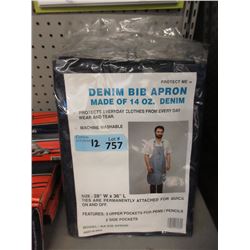 PROTECT ME
DENIM BIB APRON
MADE OF 14 OZ. DENIM
PROTECTS EVERYDAY CLOTHES FROM EVERY DAY
WEAR AND TEAR
MACHINE WASHABLE
12
Lot #
757
SIZE: 28" W x 36" L
TIES ARE PERMANENTLY ATTACHED FOR QUICK
ON AND OFF.
FEATURES: 3 UPPER POCKETS FOR PENS / PENCILS
2 SIDE POCKETS